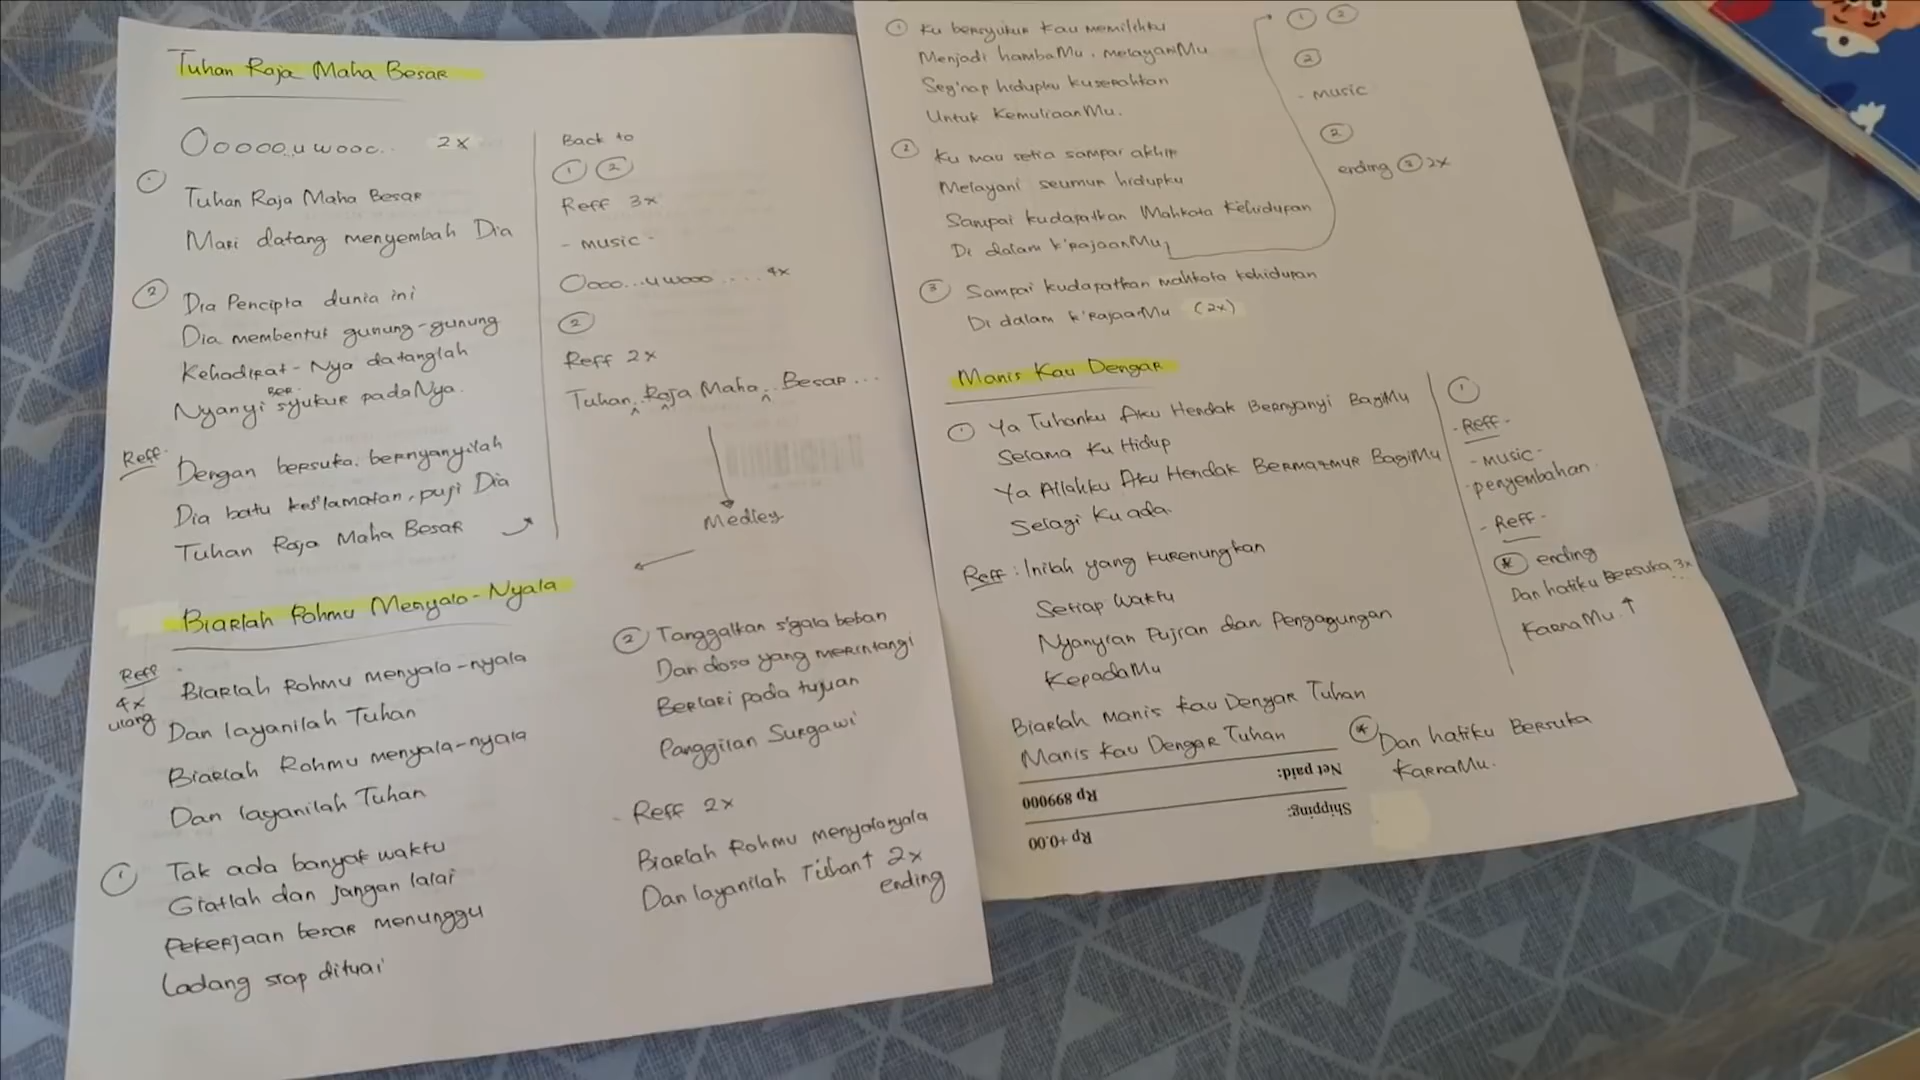 Tuhan Raja Maha Besar
Ooooo..uwooo.. 2x
1 Tuhan Raja Maha Besar
Mari datang menyembah Dia
2 Dia Pencipta dunia ini
Dia membentuk gunung-gunung
Kehadirat-Nya datanglah
Nyanyi ber syukur padaNya.
Reff. Dengan bersuka, bernyanyilah
Dia batu kes'lamatan, puji Dia
Tuhan Raja Maha Besar
Back to
1 2
Reff 3x
- music -
Oooo...uwooo..... 4x
2
Reff 2x
Tuhan.. Raja Maha.. Besar...
Medley
Biarlah Rohmu Menyala-Nyala
Reff
4x
ulang
Biarlah Rohmu menyala-nyala
Dan layanilah Tuhan
Biarlah Rohmu menyala-nyala
Dan layanilah Tuhan
1 Tak ada banyak waktu
Giatlah dan jangan lalai
Pekerjaan besar menunggu
Ladang siap dituai
2 Tanggalkan s'gala beban
Dan dosa yang merintangi
Berlari pada tujuan
Panggilan Surgawi
- Reff 2x
Biarlah Rohmu menyalanyala
Dan layanilah Tuhan↑ 2x
ending
1 Ku bersyukur Kau memilihku
Menjadi hambaMu, melayaniMu
Seg'nap hidupku kuserahkan
Untuk KemuliaanMu.
2 Ku mau setia sampai akhir
Melayani seumur hidupku
Sampai kudapatkan Mahkota Kehidupan
Di dalam k'rajaanMu
3 Sampai kudapatkan mahkota kehidupan
Di dalam k'rajaanMu (2x)
1 2
2
- music
2
ending 3 2x
Manis Kau Dengar
1 Ya Tuhanku Aku Hendak Bernyanyi BagiMu
Selama Ku Hidup
Ya Allahku Aku Hendak Bermazmur BagiMu
Selagi Ku ada.
Reff: Inilah yang kurenungkan
Setiap Waktu
Nyanyian Pujian dan Pengagungan
KepadaMu
Biarlah manis Kau Dengar Tuhan
Manis Kau Dengar Tuhan
* Dan hatiku Bersuka
KarnaMu.
1
- Reff -
- music -
- penyembahan
- Reff -
* ending
Dan hatiku Bersuka 3x
KarnaMu. ↑
Net paid:
Rp 899000
Shipping:
Rp +0.00